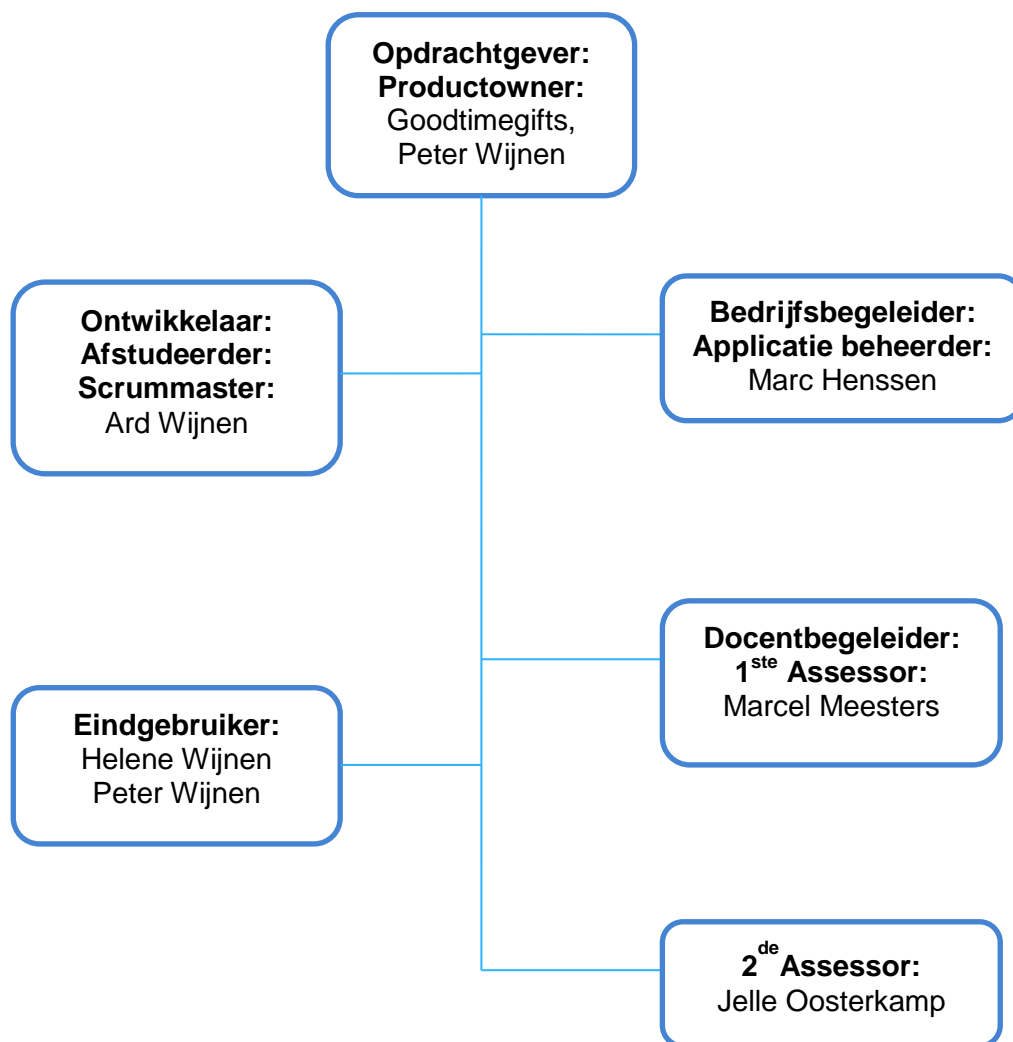 Opdrachtgever:
Productowner:
Goodtimegifts,
Peter Wijnen
Ontwikkelaar:
Afstudeerder:
Scrummaster:
Ard Wijnen
Bedrijfsbegeleider:
Applicatie beheerder:
Marc Henssen
Docentbegeleider:
1ste Assessor:
Marcel Meesters
Eindgebruiker:
Helene Wijnen
Peter Wijnen
2de Assessor:
Jelle Oosterkamp